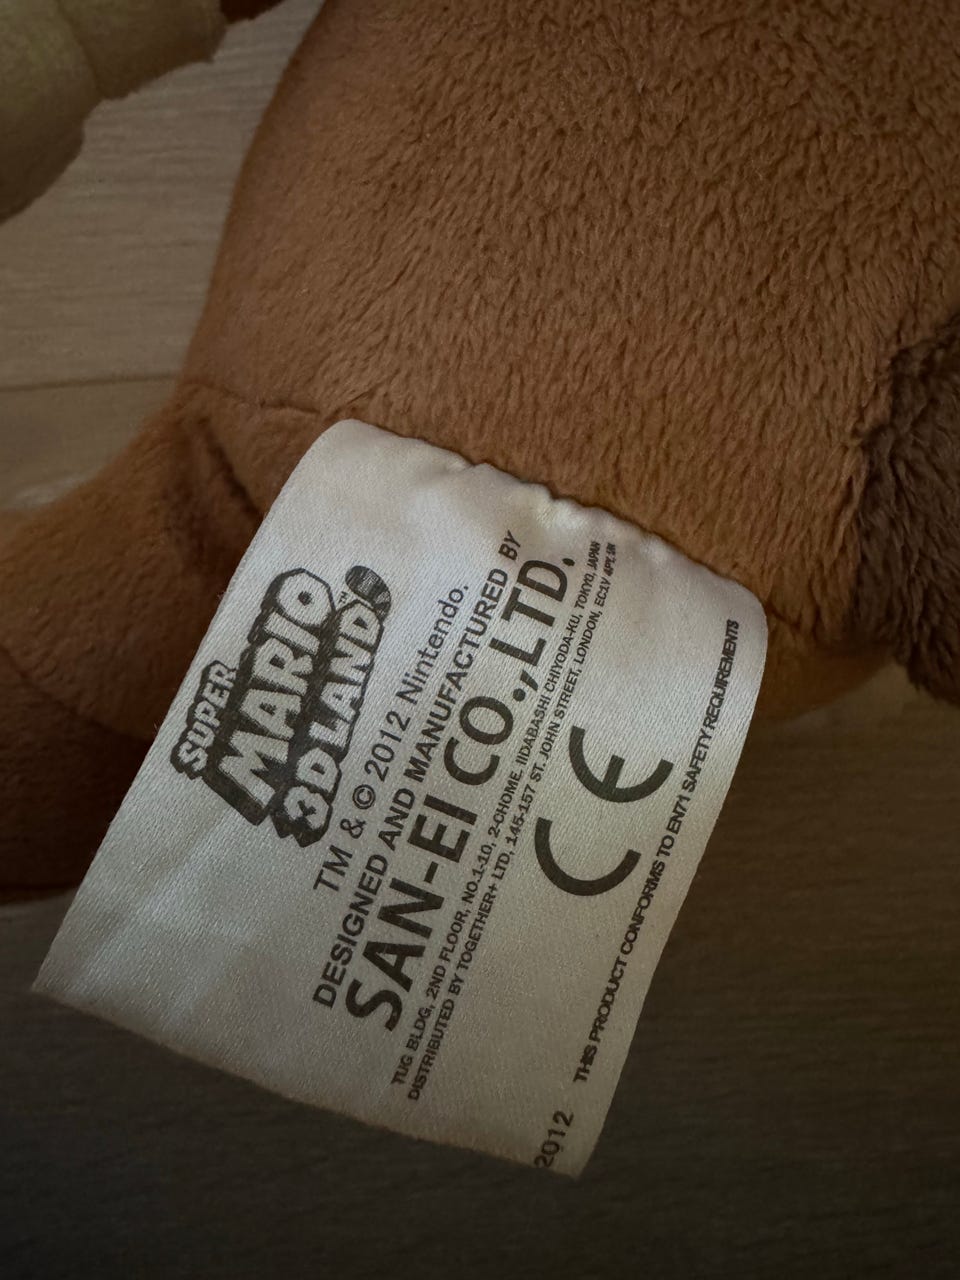 SUPER
MARIO
3D LAND™
TM & © 2012 Nintendo.
DESIGNED AND MANUFACTURED BY
SAN-EI CO.,LTD.
TUG BLDG, 2ND FLOOR, NO.1-10, 2-CHOME, IIDABASHI CHIYODA-KU, TOKYO, JAPAN
DISTRIBUTED BY TOGETHER+ LTD, 145-157 ST. JOHN STREET, LONDON, EC1V 4PY, UK
CE
THIS PRODUCT CONFORMS TO EN71 SAFETY REQUIREMENTS
2012